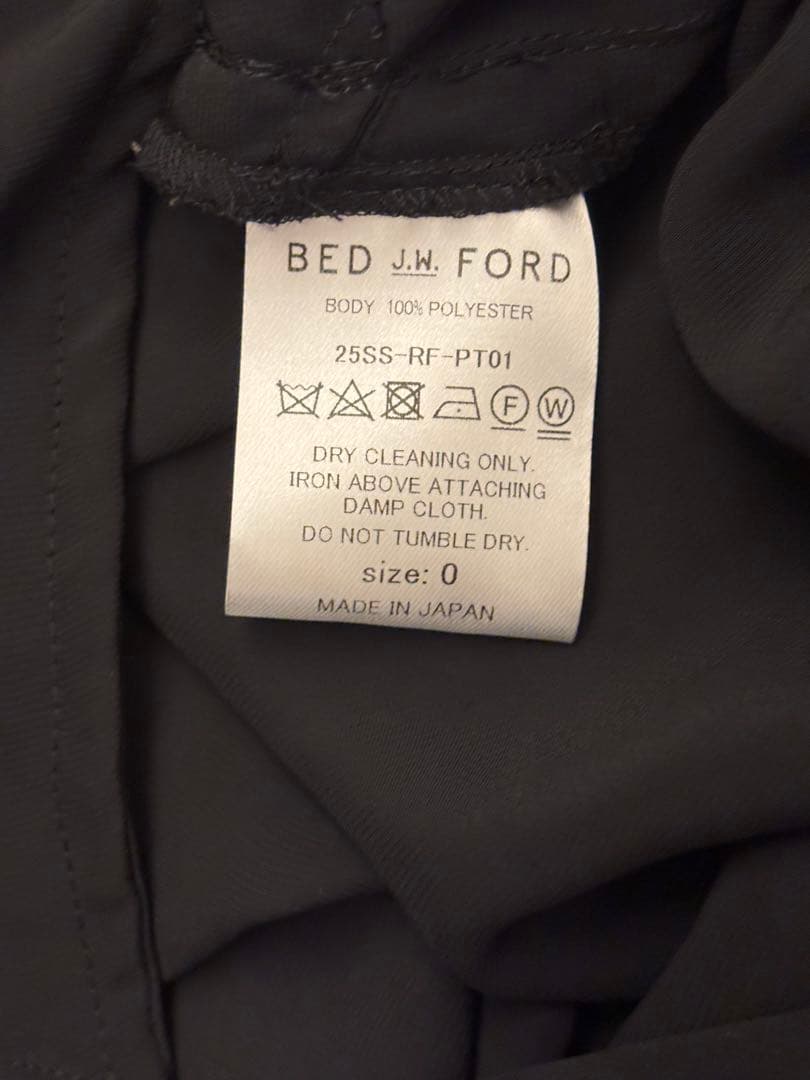 BED J.W. FORD
BODY 100% POLYESTER
25SS-RF-PT01
F W
DRY CLEANING ONLY.
IRON ABOVE ATTACHING
DAMP CLOTH.
DO NOT TUMBLE DRY.
size: 0
MADE IN JAPAN